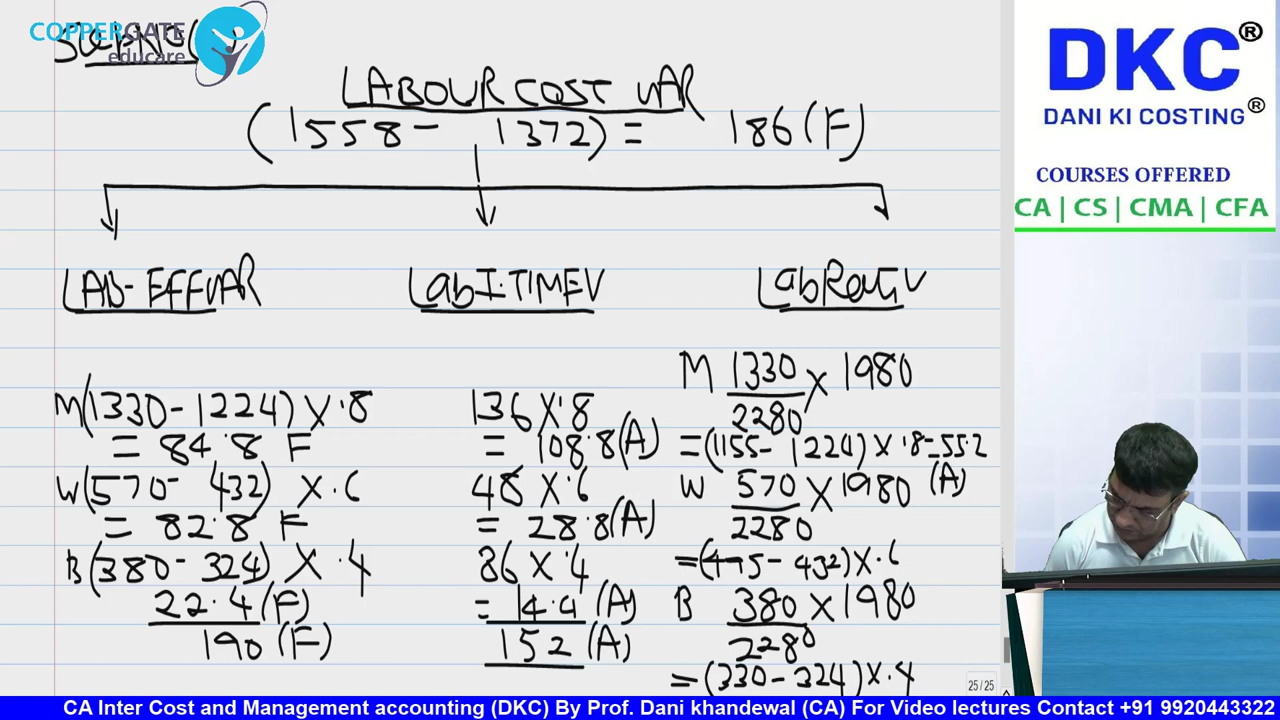 COPPERGATE
educare
LABOUR COST VAR
(1558 - 1372) = 186 (F)
LAB- EFF VAR
M(1330 - 1224) X .8
= 84.8 F
W(570 - 432) X .6
= 82.8 F
B(380 - 324) X .4
22.4 (F)
190 (F)
Lab I.TIME V
136 X .8
= 108.8 (A)
48 X .6
= 28.8 (A)
36 X .4
= 14.4 (A)
152 (A)
M 1330 X 1980
2280
= (1155 - 1224) X .8 = 55.2
(A)
W 570 X 1980
2280
= (495 - 432) X .6
B 380 X 1980
2280
= (330 - 324) X .4
25 / 25
DKC®
DANI KI COSTING®
COURSES OFFERED
CA | CS | CMA | CFA
CA Inter Cost and Management accounting (DKC) By Prof. Dani khandewal (CA) For Video lectures Contact +91 9920443322